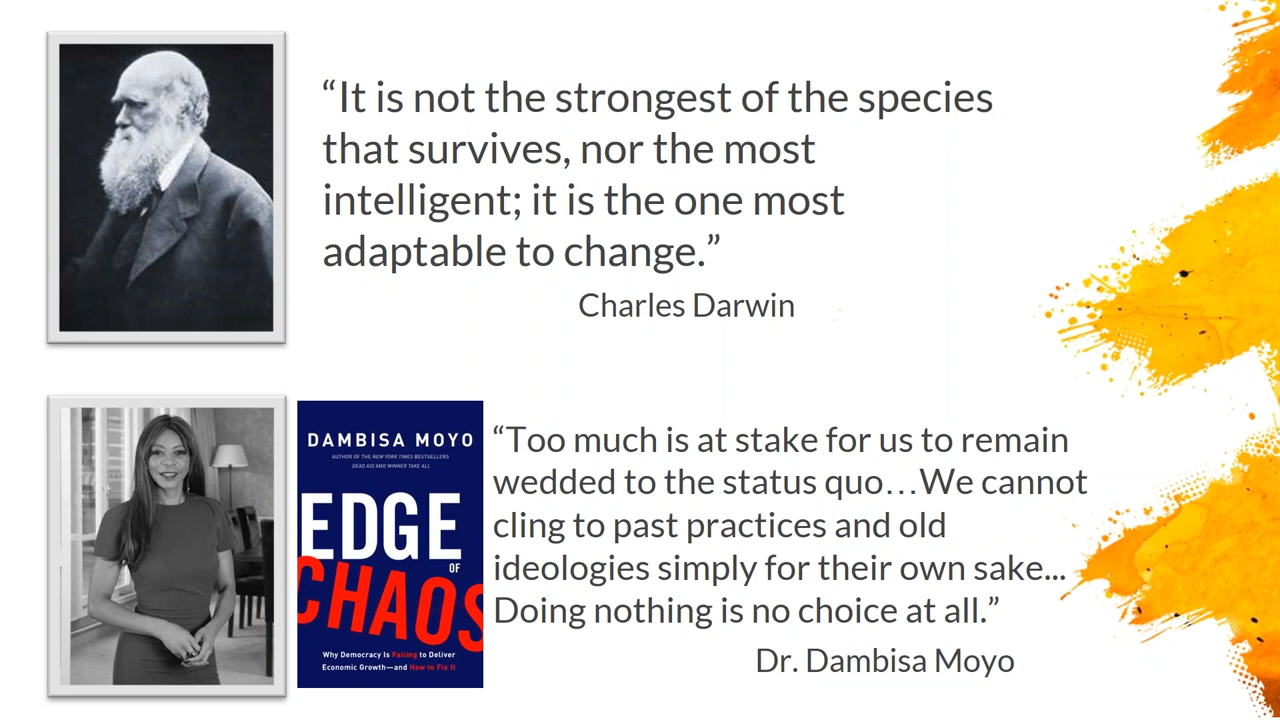 “It is not the strongest of the species
that survives, nor the most
intelligent; it is the one most
adaptable to change.”
Charles Darwin
DAMBISA MOYO
AUTHOR OF THE NEW YORK TIMES BESTSELLERS
DEAD AID AND WINNER TAKE ALL
EDGE
OF
CHAOS
Why Democracy Is Failing to Deliver
Economic Growth—and How to Fix It
“Too much is at stake for us to remain
wedded to the status quo…We cannot
cling to past practices and old
ideologies simply for their own sake...
Doing nothing is no choice at all.”
Dr. Dambisa Moyo